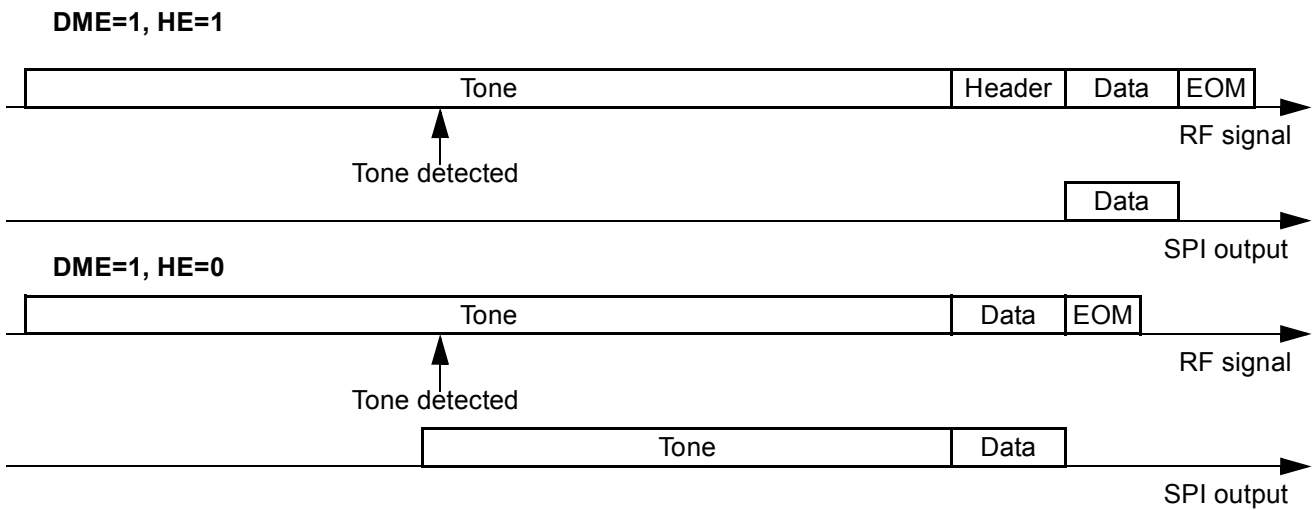 DME=1, HE=1
Tone Header Data EOM
RF signal
Tone detected
Data
SPI output
DME=1, HE=0
Tone Data EOM
RF signal
Tone detected
Tone Data
SPI output